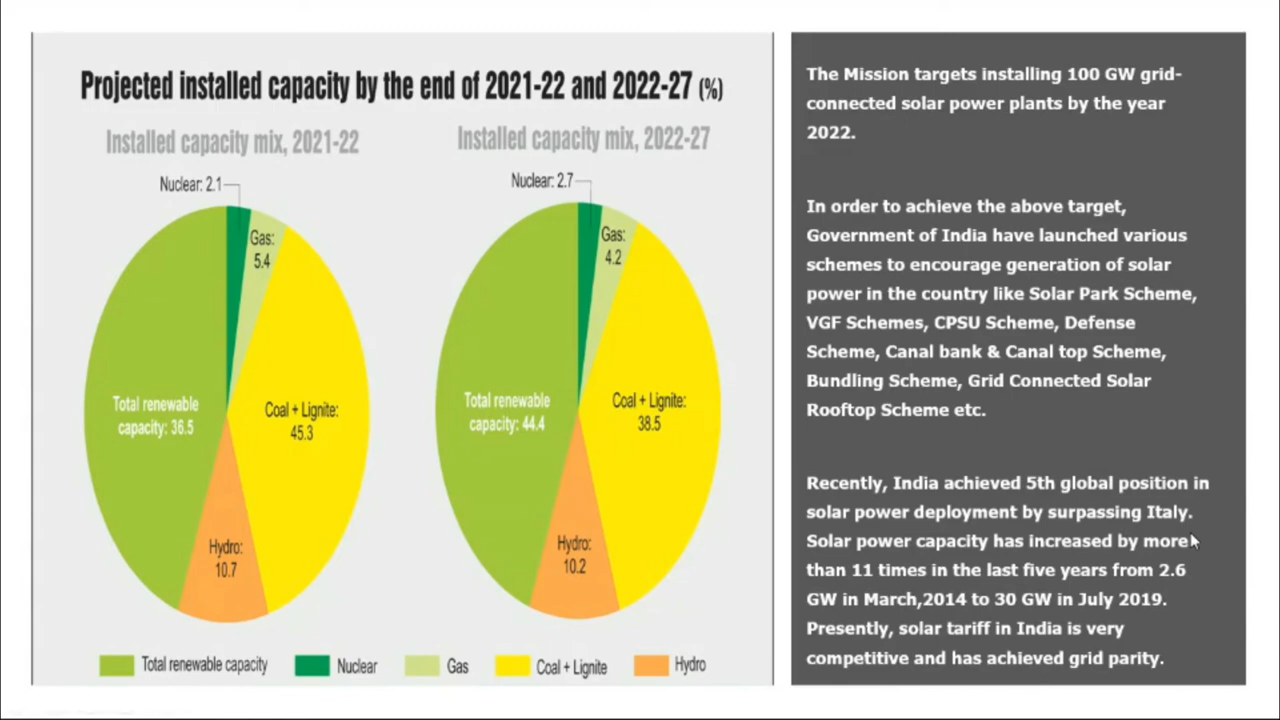 Projected installed capacity by the end of 2021-22 and 2022-27 (%)
Installed capacity mix, 2021-22
Nuclear: 2.1
Gas:
5.4
Total renewable
capacity: 36.5
Coal + Lignite:
45.3
Hydro:
10.7
Installed capacity mix, 2022-27
Nuclear: 2.7
Gas:
4.2
Total renewable
capacity: 44.4
Coal + Lignite:
38.5
Hydro:
10.2
Total renewable capacity
Nuclear
Gas
Coal + Lignite
Hydro
The Mission targets installing 100 GW grid-
connected solar power plants by the year
2022.
In order to achieve the above target,
Government of India have launched various
schemes to encourage generation of solar
power in the country like Solar Park Scheme,
VGF Schemes, CPSU Scheme, Defense
Scheme, Canal bank & Canal top Scheme,
Bundling Scheme, Grid Connected Solar
Rooftop Scheme etc.
Recently, India achieved 5th global position in
solar power deployment by surpassing Italy.
Solar power capacity has increased by more
than 11 times in the last five years from 2.6
GW in March,2014 to 30 GW in July 2019.
Presently, solar tariff in India is very
competitive and has achieved grid parity.